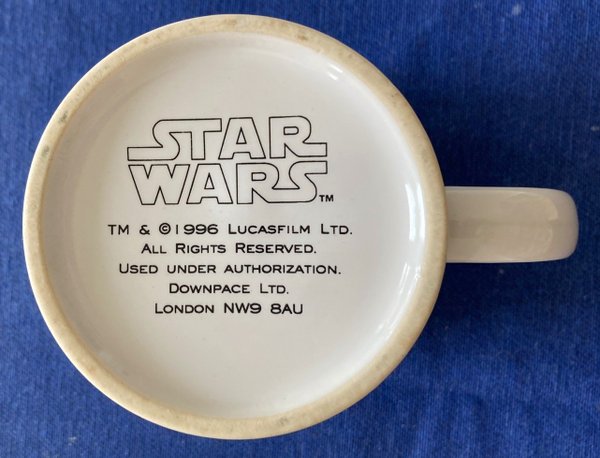 STAR
WARS™
TM & ©1996 LUCASFILM LTD.
ALL RIGHTS RESERVED.
USED UNDER AUTHORIZATION.
DOWNPACE LTD.
LONDON NW9 8AU